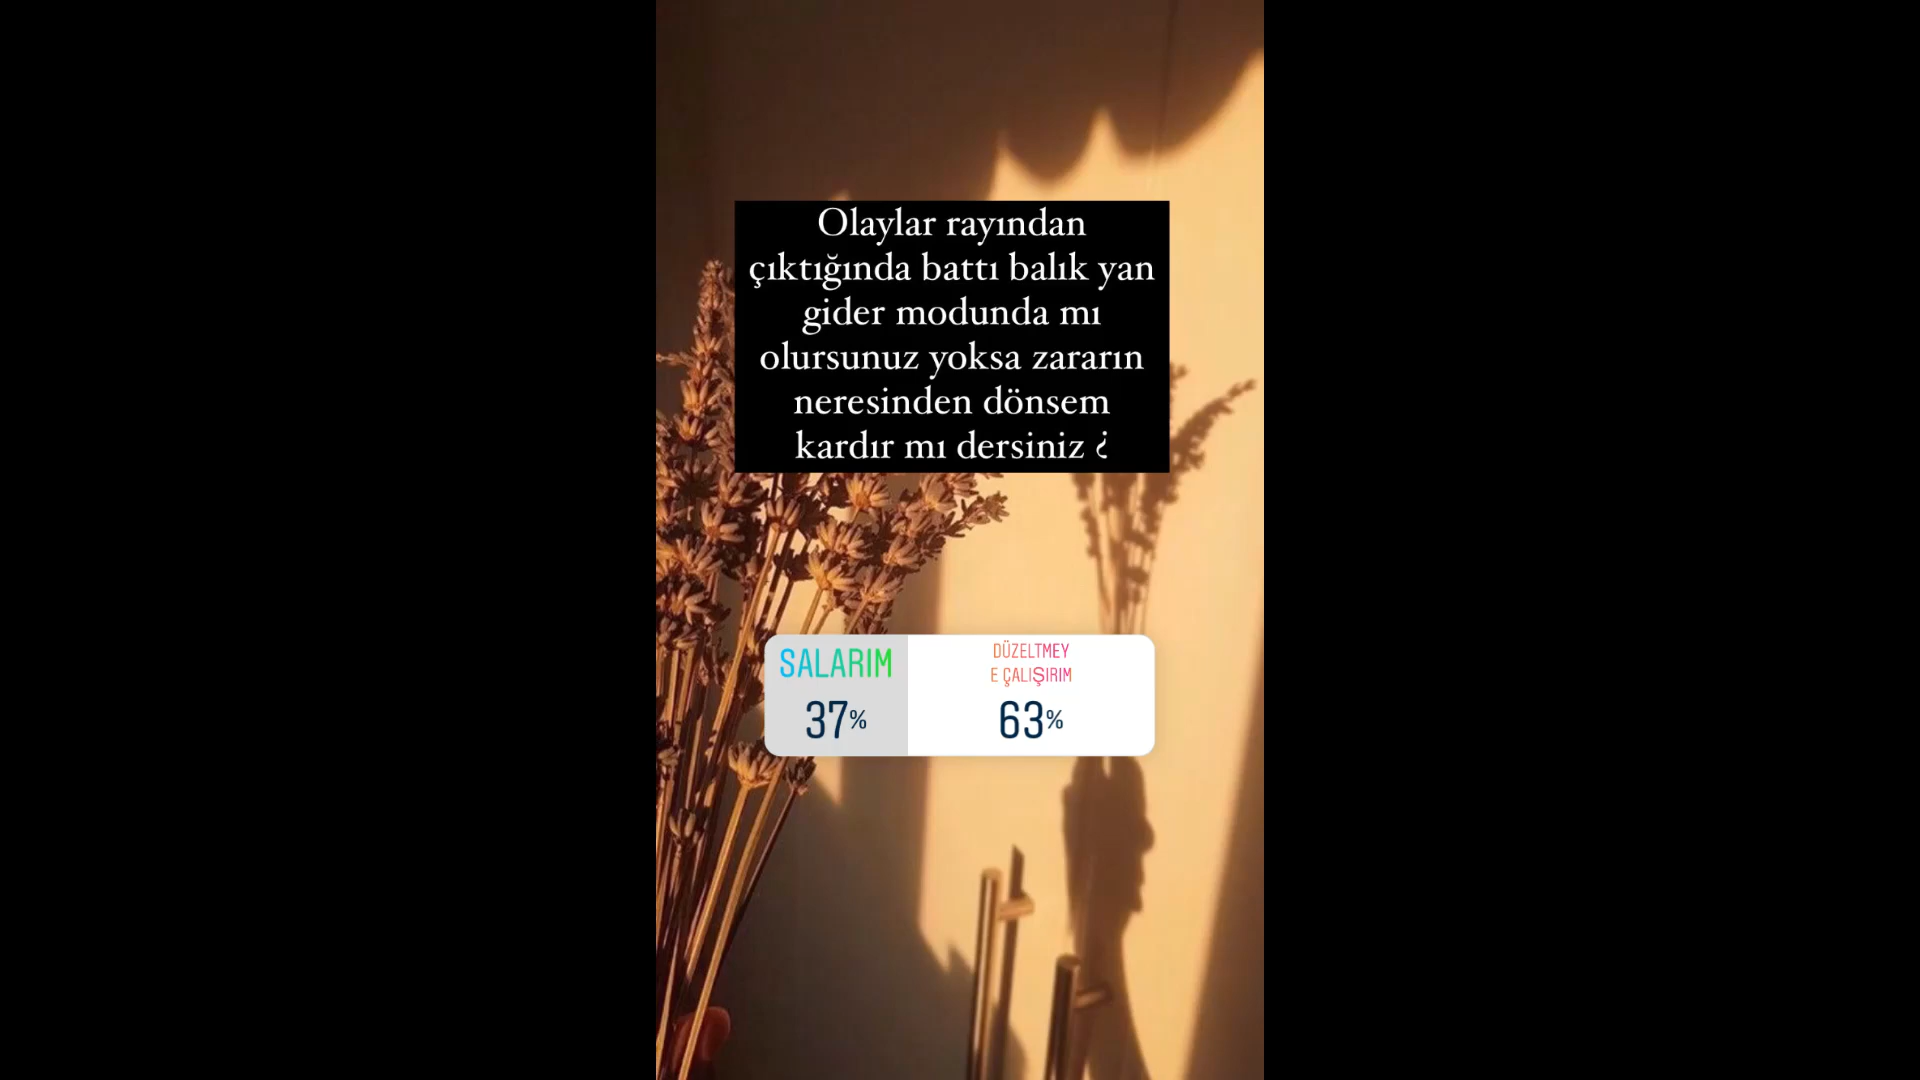 Olaylar rayından
çıktığında battı balık yan
gider modunda mı
olursunuz yoksa zararın
neresinden dönsem
kardır mı dersiniz ¿
SALARIM
37%
DÜZELTMEY
E ÇALIŞIRIM
63%